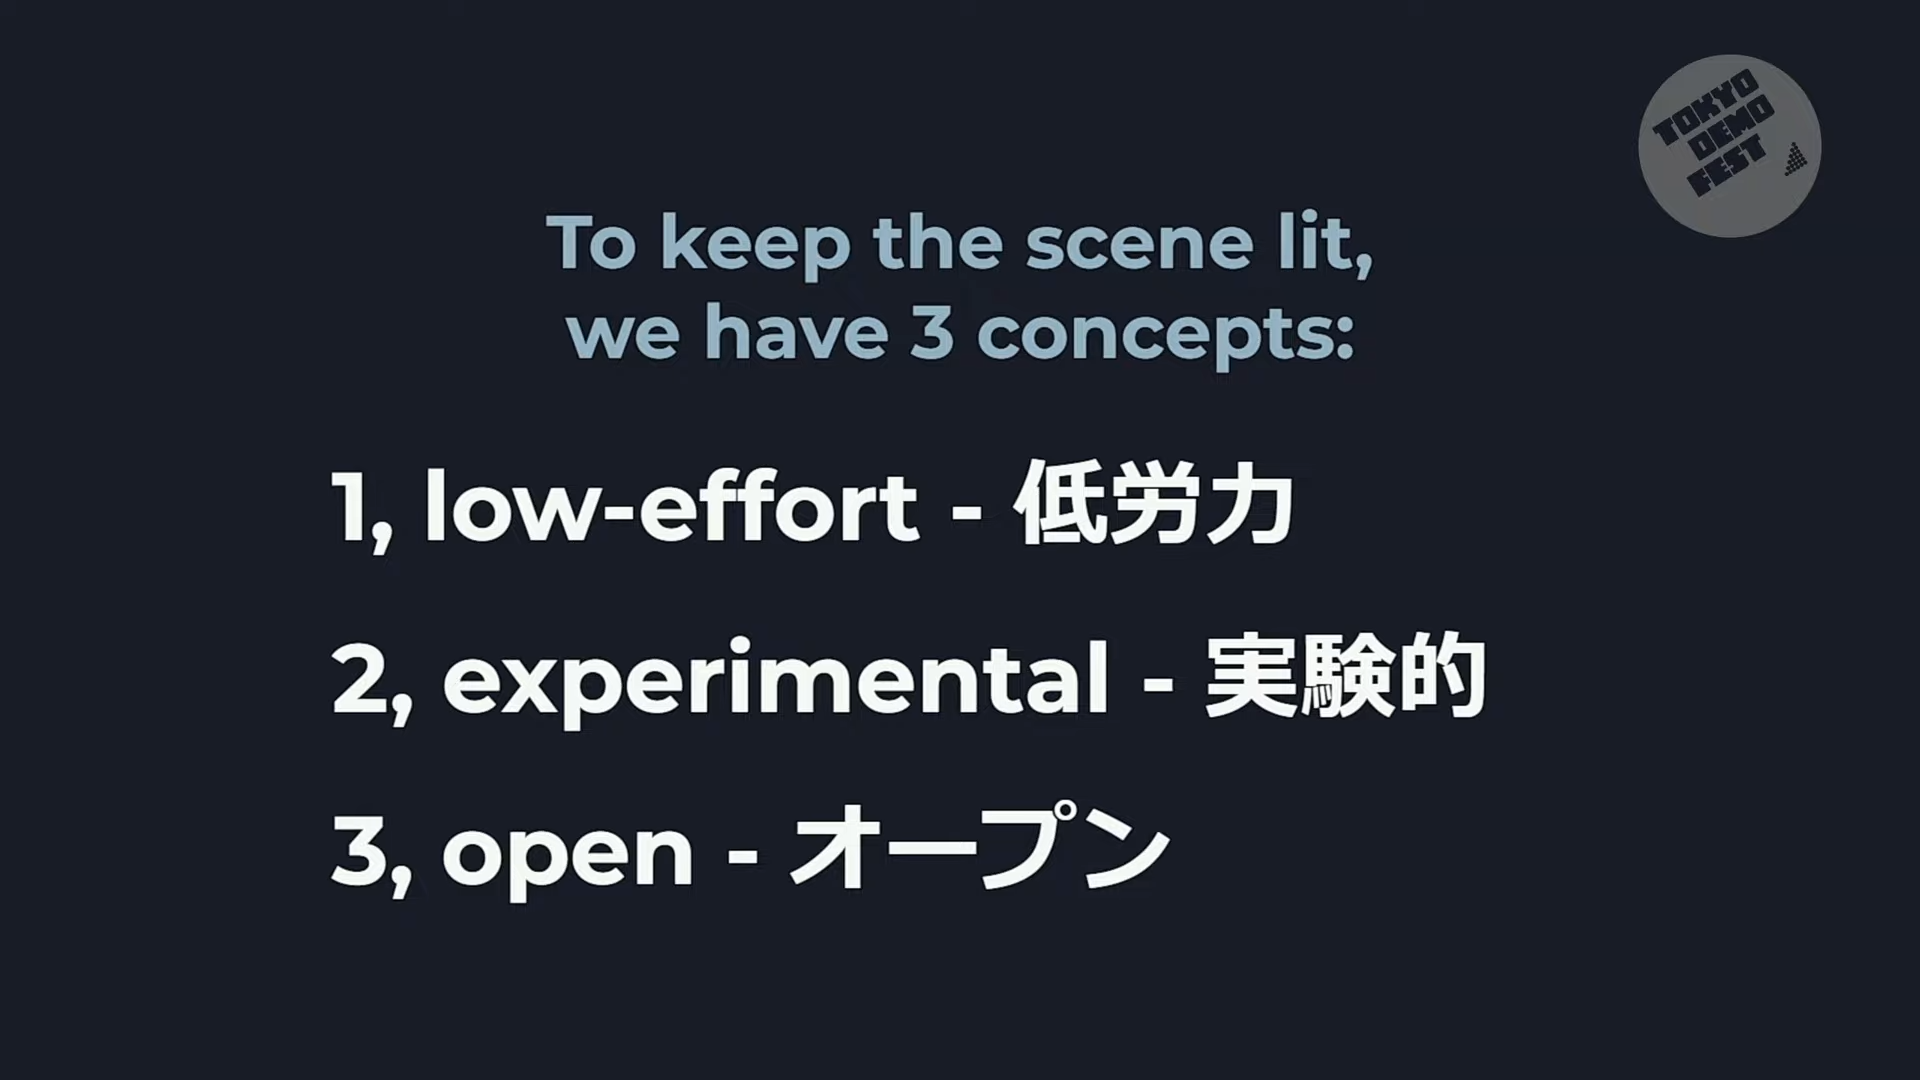 TOKYO
DEMO
FEST
To keep the scene lit,
we have 3 concepts:
1, low-effort - 低労力
2, experimental - 実験的
3, open - オープン